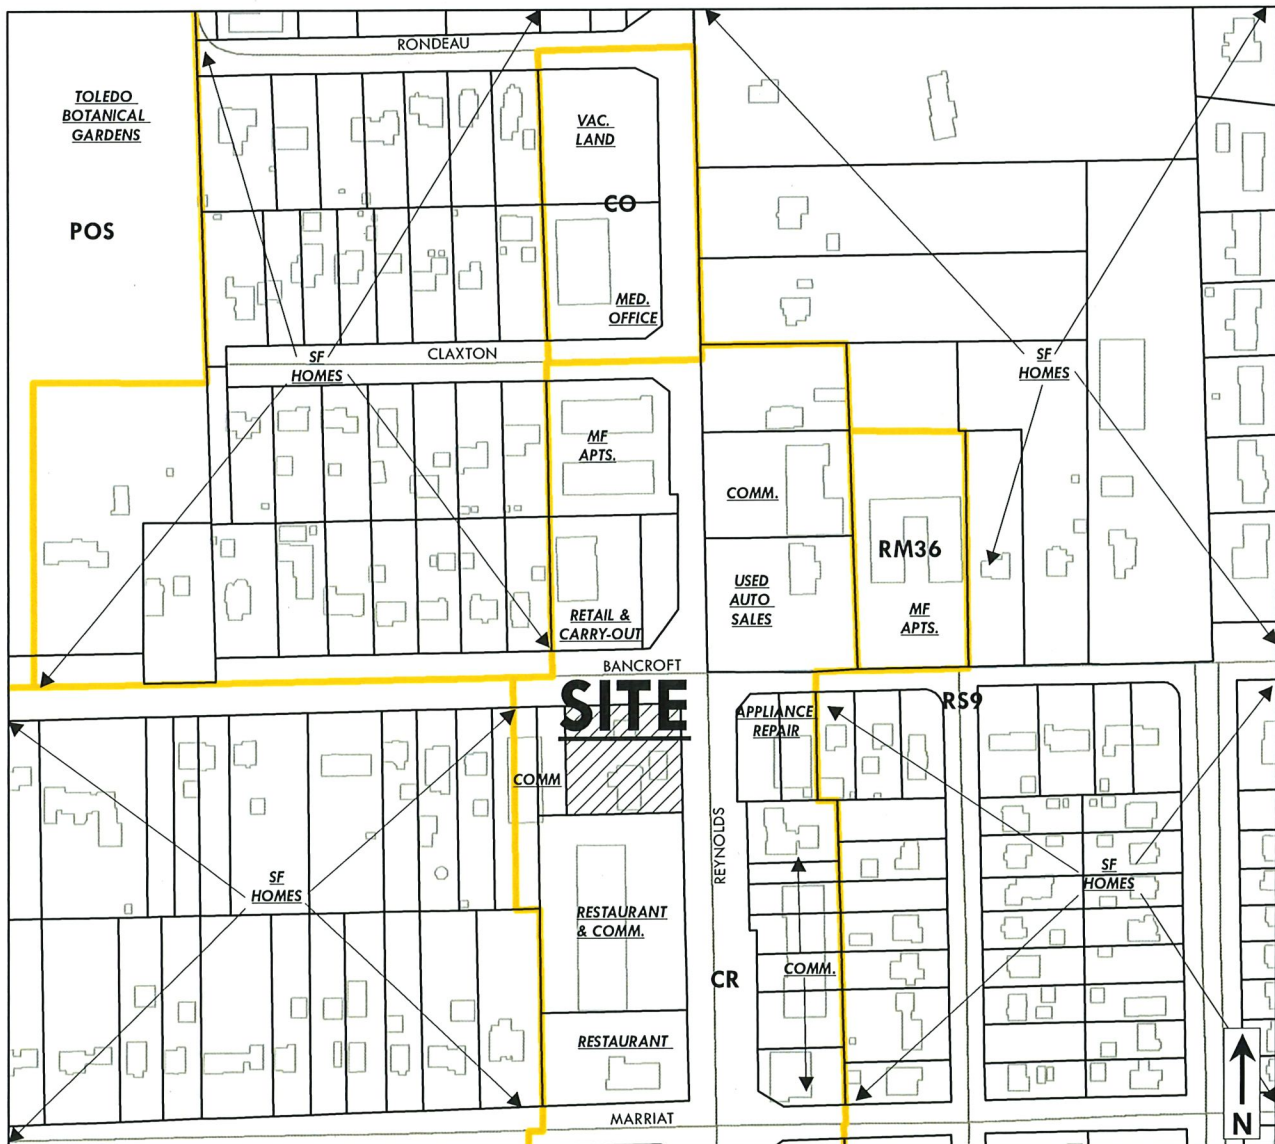 RONDEAU
TOLEDO
BOTANICAL
GARDENS
VAC.
LAND
POS
CO
MED.
OFFICE
SF
HOMES
CLAXTON
SF
HOMES
MF
APTS.
COMM.
RM36
USED
AUTO
SALES
MF
APTS.
RETAIL &
CARRY-OUT
BANCROFT
SITE
RS9
APPLIANCE
REPAIR
COMM
REYNOLDS
SF
HOMES
SF
HOMES
RESTAURANT
& COMM.
CR
COMM.
RESTAURANT
MARRIAT
N